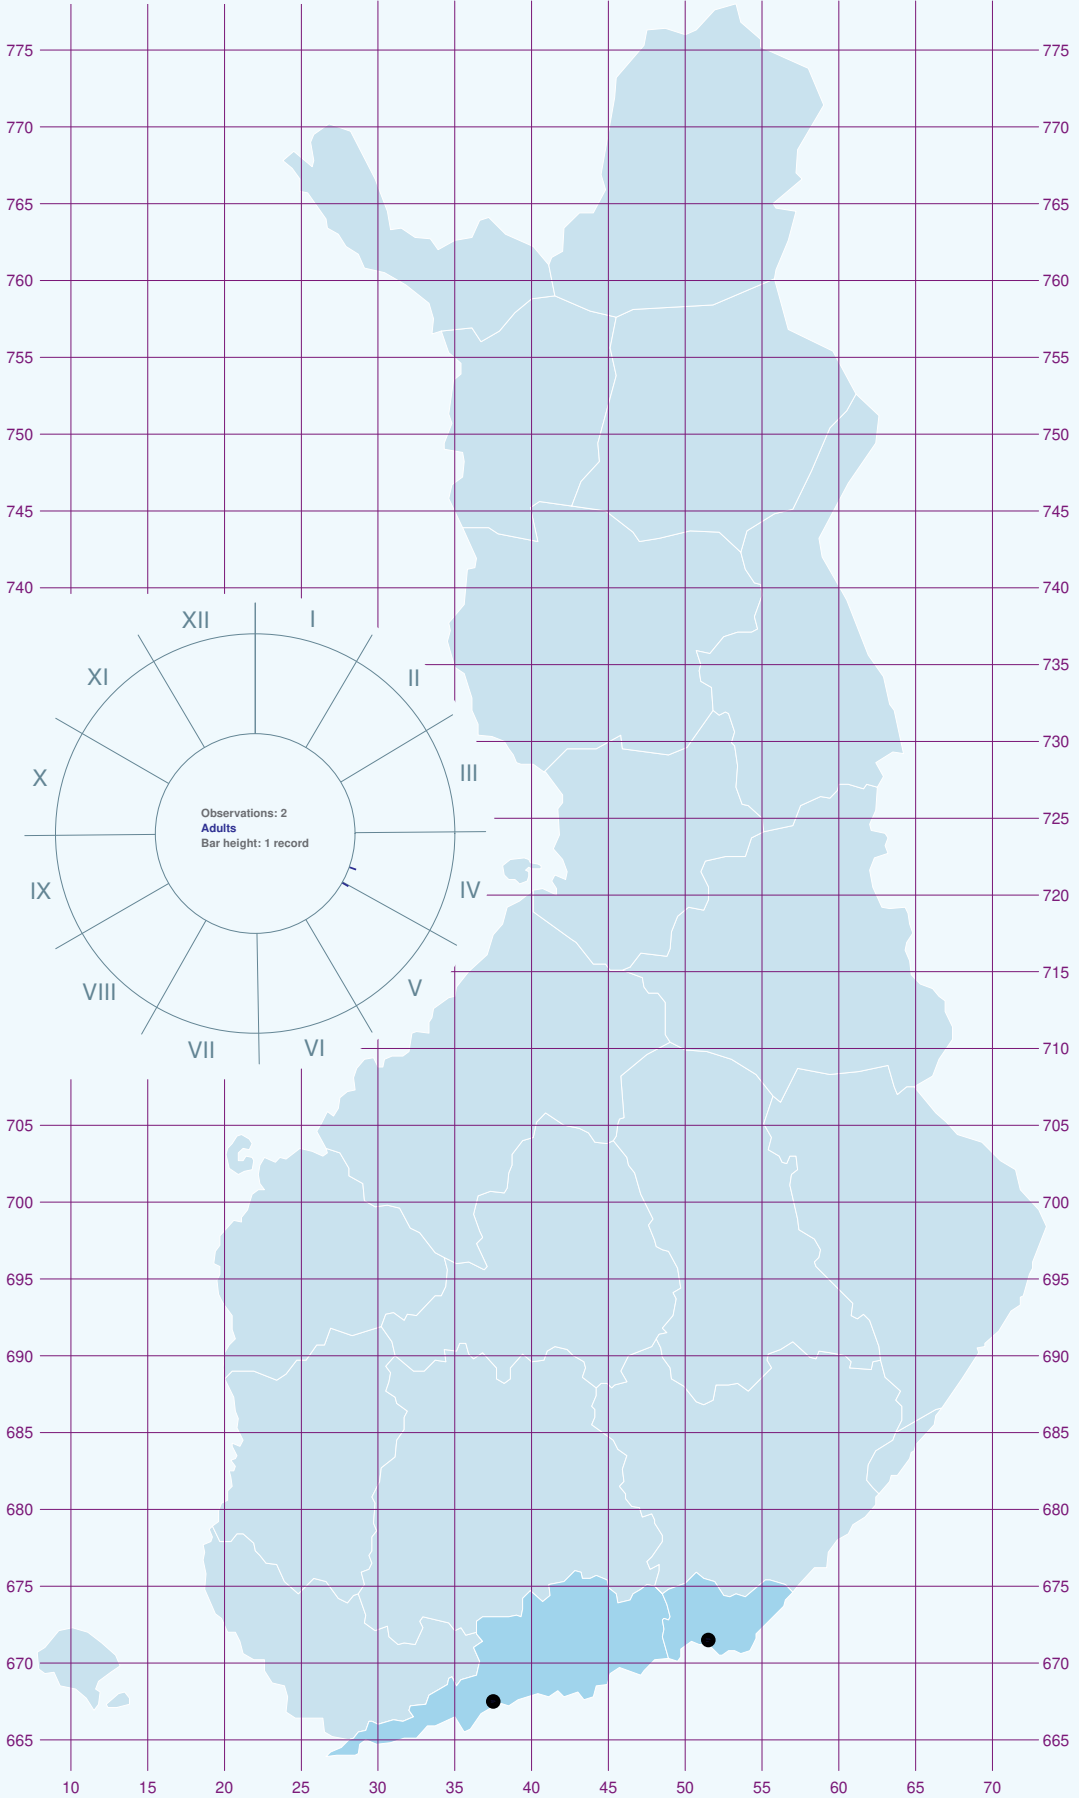 775 775
770 770
765 765
760 760
755 755
750 750
745 745
740 740
XII I
XI II
735
730
X III
725
Observations: 2
Adults
Bar height: 1 record
IX IV
720
715
VIII V
VII VI
710
705 705
700 700
695 695
690 690
685 685
680 680
675 675
670 670
665 665
10 15 20 25 30 35 40 45 50 55 60 65 70